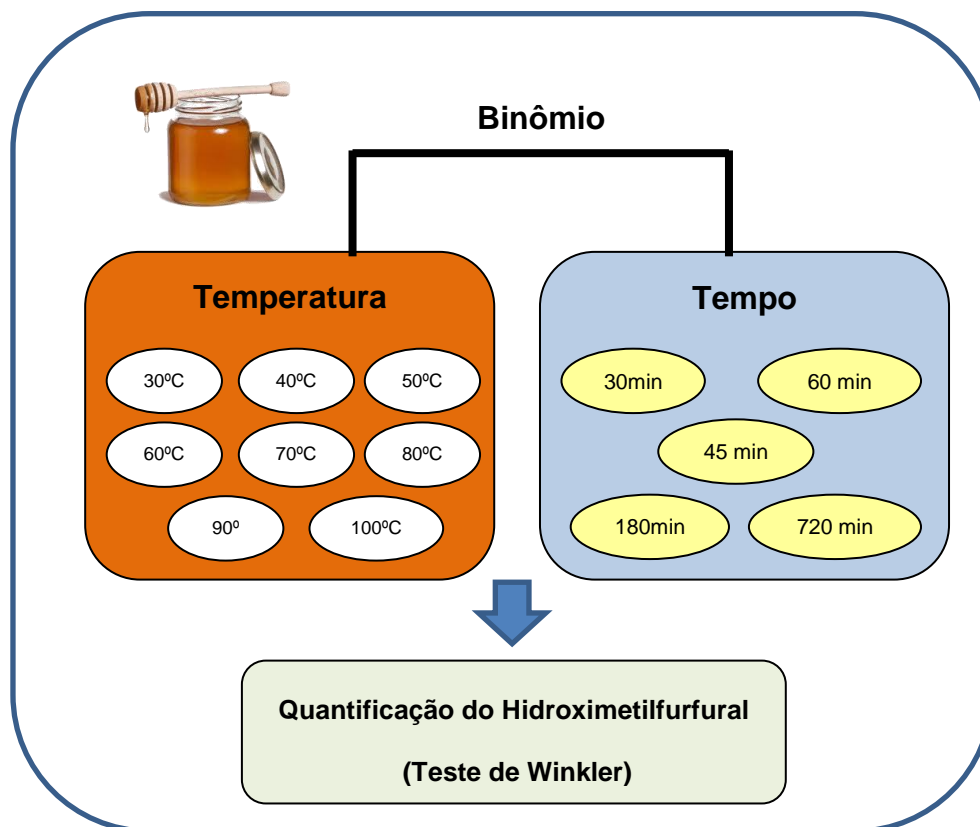 Binômio
Temperatura
30ºC
40ºC
50ºC
60ºC
70ºC
80ºC
90º
100ºC
Tempo
30min
60 min
45 min
180min
720 min
Quantificação do Hidroximetilfurfural
(Teste de Winkler)